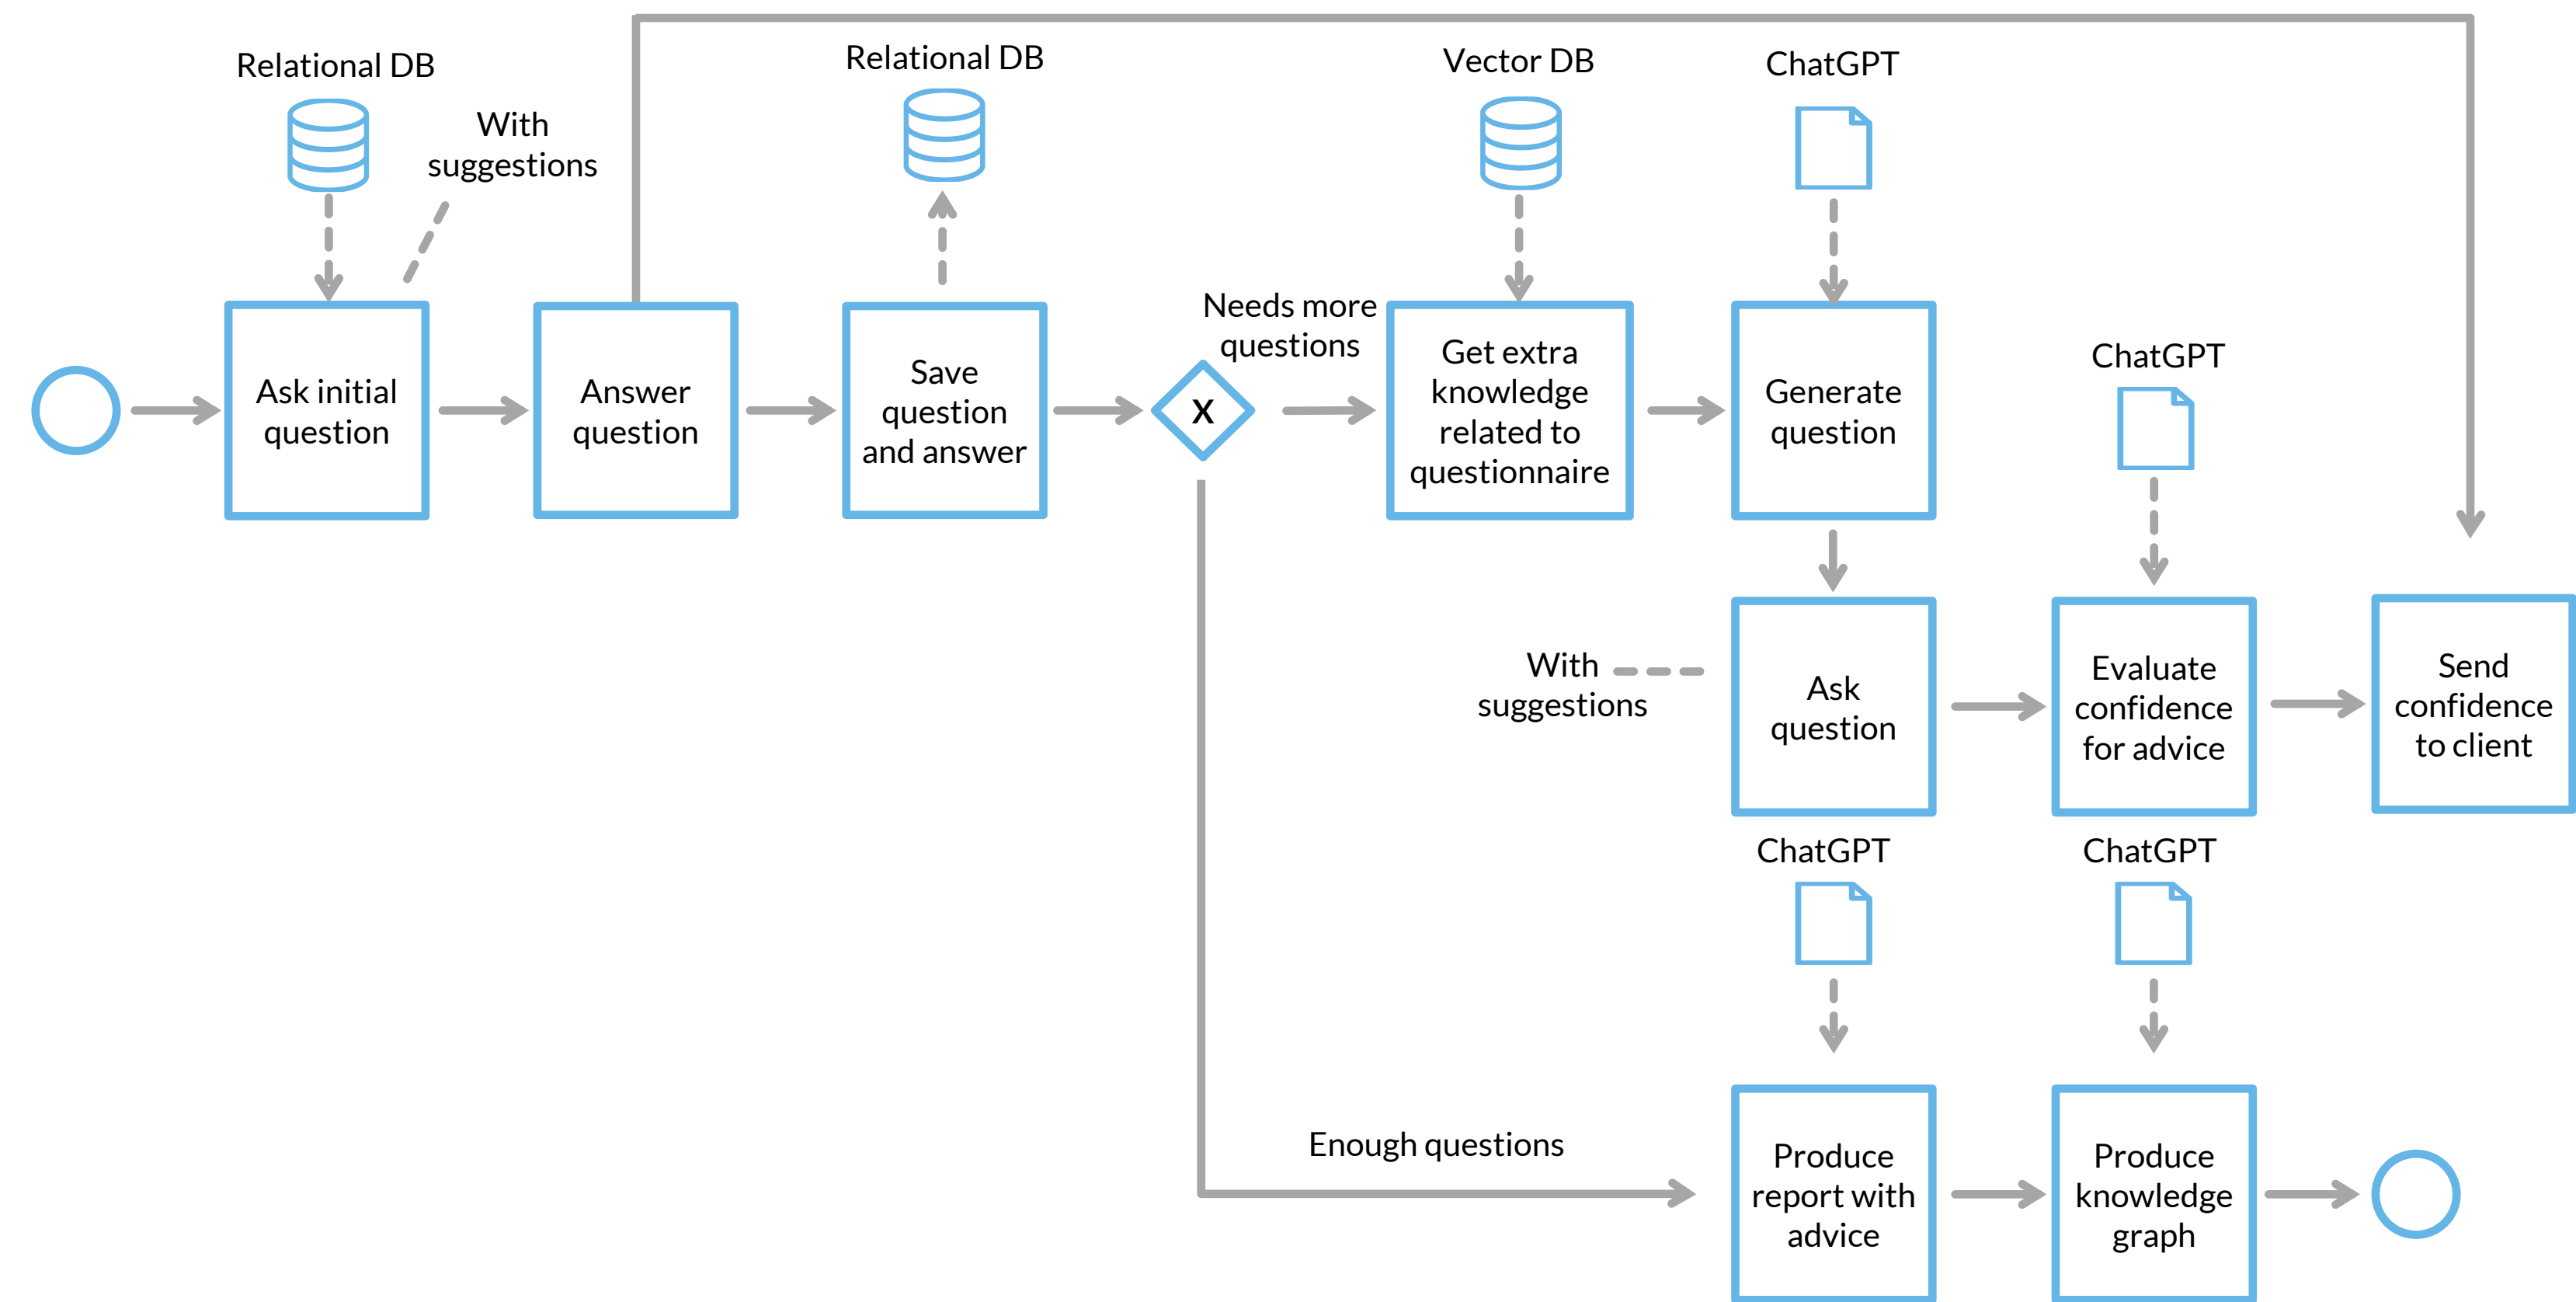 Relational DB
With
suggestions
Relational DB
Vector DB
ChatGPT
Ask initial
question
Answer
question
Save
question
and answer
X
Needs more
questions
Get extra
knowledge
related to
questionnaire
Generate
question
ChatGPT
With
suggestions
Ask
question
Evaluate
confidence
for advice
Send
confidence
to client
ChatGPT
ChatGPT
Enough questions
Produce
report with
advice
Produce
knowledge
graph